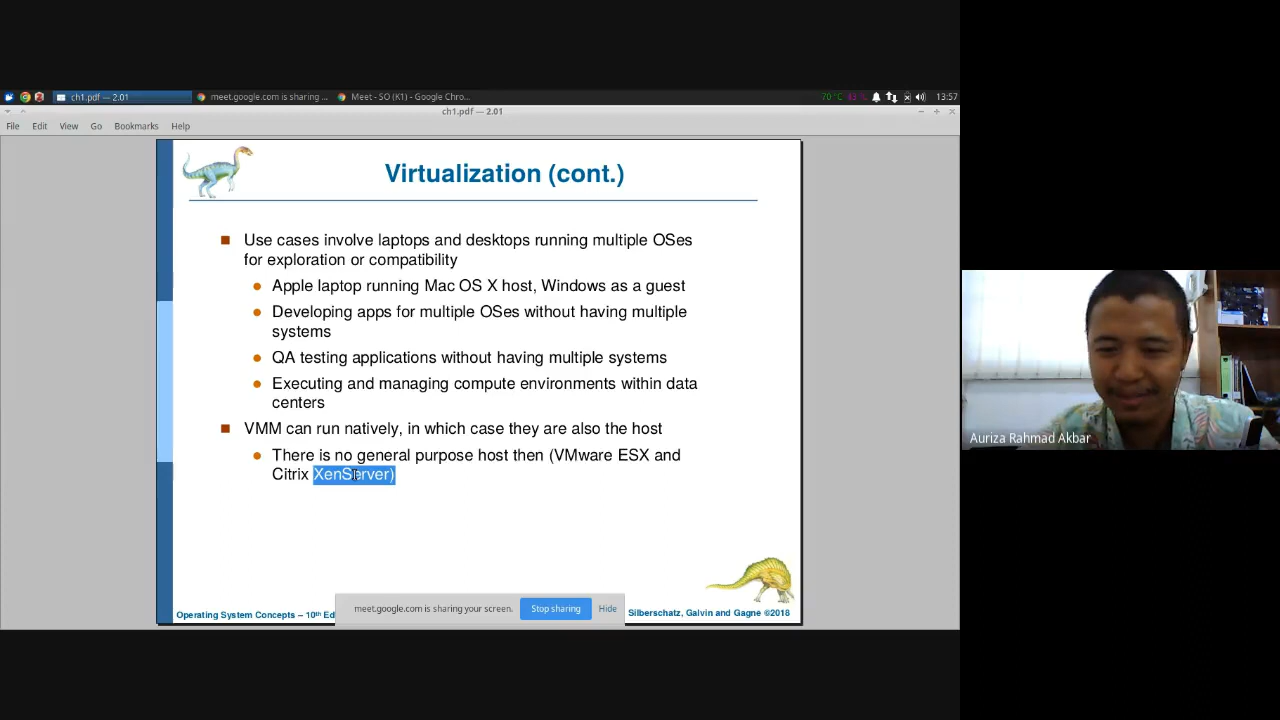 ch1.pdf — 2.01
meet.google.com is sharing ...
Meet - SO (K1) - Google Chro...
70 °C
13:57
ch1.pdf — 2.01
File Edit View Go Bookmarks Help
Virtualization (cont.)
Use cases involve laptops and desktops running multiple OSes
for exploration or compatibility
Apple laptop running Mac OS X host, Windows as a guest
Developing apps for multiple OSes without having multiple
systems
QA testing applications without having multiple systems
Executing and managing compute environments within data
centers
VMM can run natively, in which case they are also the host
There is no general purpose host then (VMware ESX and
Citrix XenServer)
Auriza Rahmad Akbar
meet.google.com is sharing your screen. Stop sharing Hide
Operating System Concepts – 10th Ed
Silberschatz, Galvin and Gagne ©2018